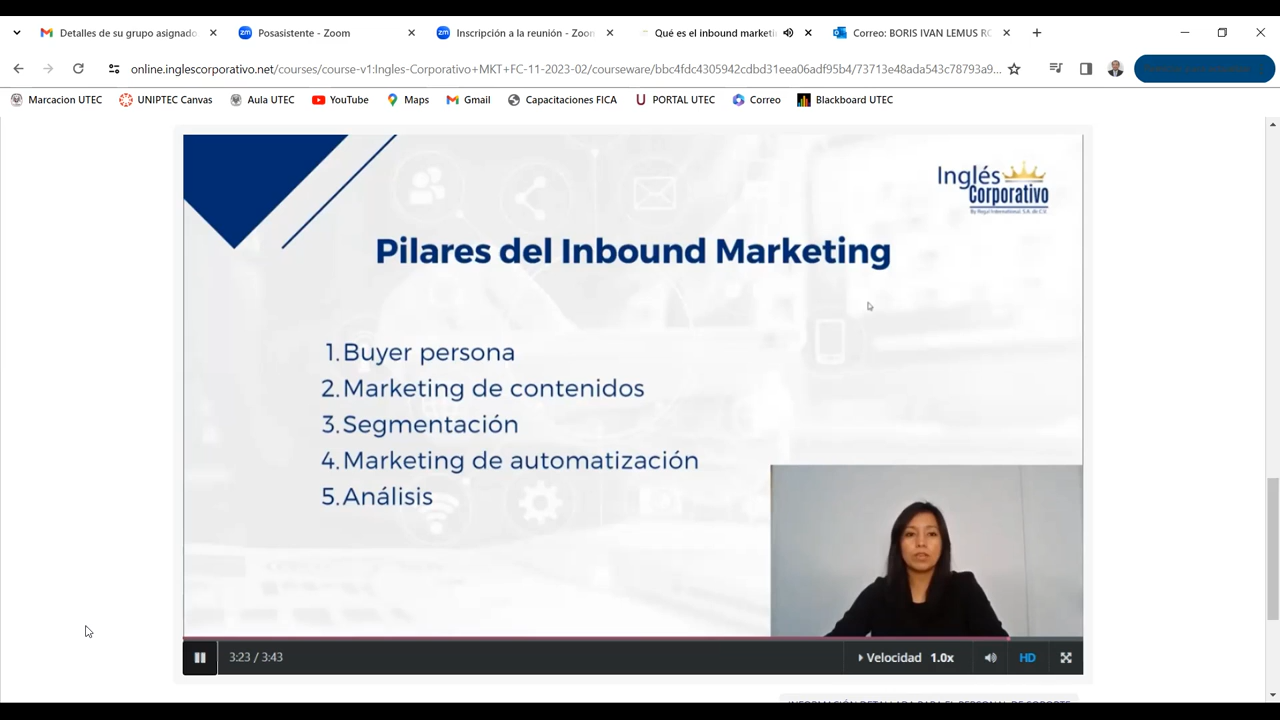 Detalles de su grupo asignado
Posasistente - Zoom
Inscripción a la reunión - Zoom
Qué es el inbound marketi
Correo: BORIS IVAN LEMUS RO
online.inglescorporativo.net/courses/course-v1:Ingles-Corporativo+MKT+FC-11-2023-02/courseware/bbc4fdc4305942cdbd31eea06adf95b4/73713e48ada543c78793a9...
Marcacion UTEC
UNIPTEC Canvas
Aula UTEC
YouTube
Maps
Gmail
Capacitaciones FICA
PORTAL UTEC
Correo
Blackboard UTEC
Inglés
Corporativo
Pilares del Inbound Marketing
1. Buyer persona
2. Marketing de contenidos
3. Segmentación
4. Marketing de automatización
5. Análisis
3:23 / 3:43
Velocidad 1.0x
HD